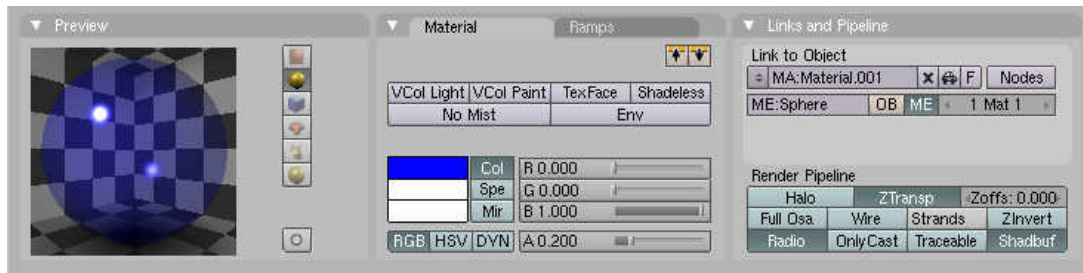 Preview
Material Ramps
VCol Light VCol Paint TexFace Shadeless
No Mist Env
Col R 0.000
Spe G 0.000
Mir B 1.000
RGB HSV DYN A 0.200
Links and Pipeline
Link to Object
MA:Material.001 F Nodes
ME:Sphere OB ME 1 Mat 1
Render Pipeline
Halo ZTransp Zoffs: 0.000
Full Osa Wire Strands ZInvert
Radio OnlyCast Traceable Shadbuf